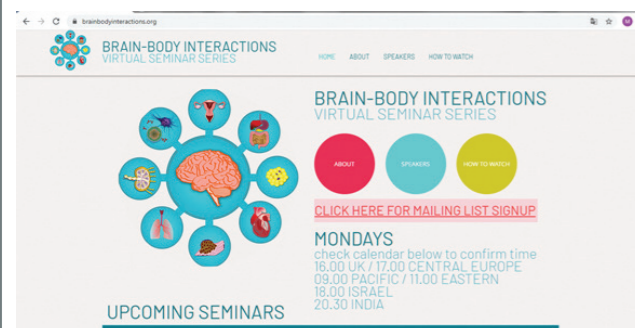 brainbodyinteractions.org
BRAIN-BODY INTERACTIONS
VIRTUAL SEMINAR SERIES
HOME ABOUT SPEAKERS HOW TO WATCH
BRAIN-BODY INTERACTIONS
VIRTUAL SEMINAR SERIES
ABOUT SPEAKERS HOW TO WATCH
CLICK HERE FOR MAILING LIST SIGNUP
MONDAYS
check calendar below to confirm time
16.00 UK / 17.00 CENTRAL EUROPE
09.00 PACIFIC / 11.00 EASTERN
18.00 ISRAEL
20.30 INDIA
UPCOMING SEMINARS